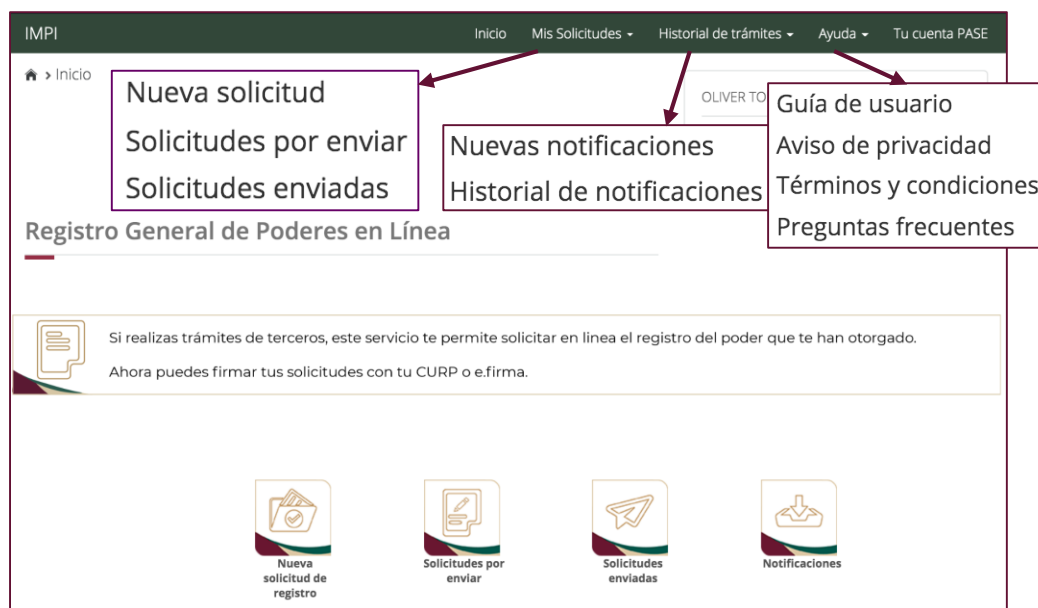 IMPI
Inicio
Mis Solicitudes
Historial de trámites
Ayuda
Tu cuenta PASE
> Inicio
Nueva solicitud
Solicitudes por enviar
Solicitudes enviadas
Nuevas notificaciones
Historial de notificaciones
OLIVER TO
Guía de usuario
Aviso de privacidad
Términos y condiciones
Preguntas frecuentes
Registro General de Poderes en Línea
Si realizas trámites de terceros, este servicio te permite solicitar en linea el registro del poder que te han otorgado.
Ahora puedes firmar tus solicitudes con tu CURP o e.firma.
Nueva
solicitud de
registro
Solicitudes por
enviar
Solicitudes
enviadas
Notificaciones